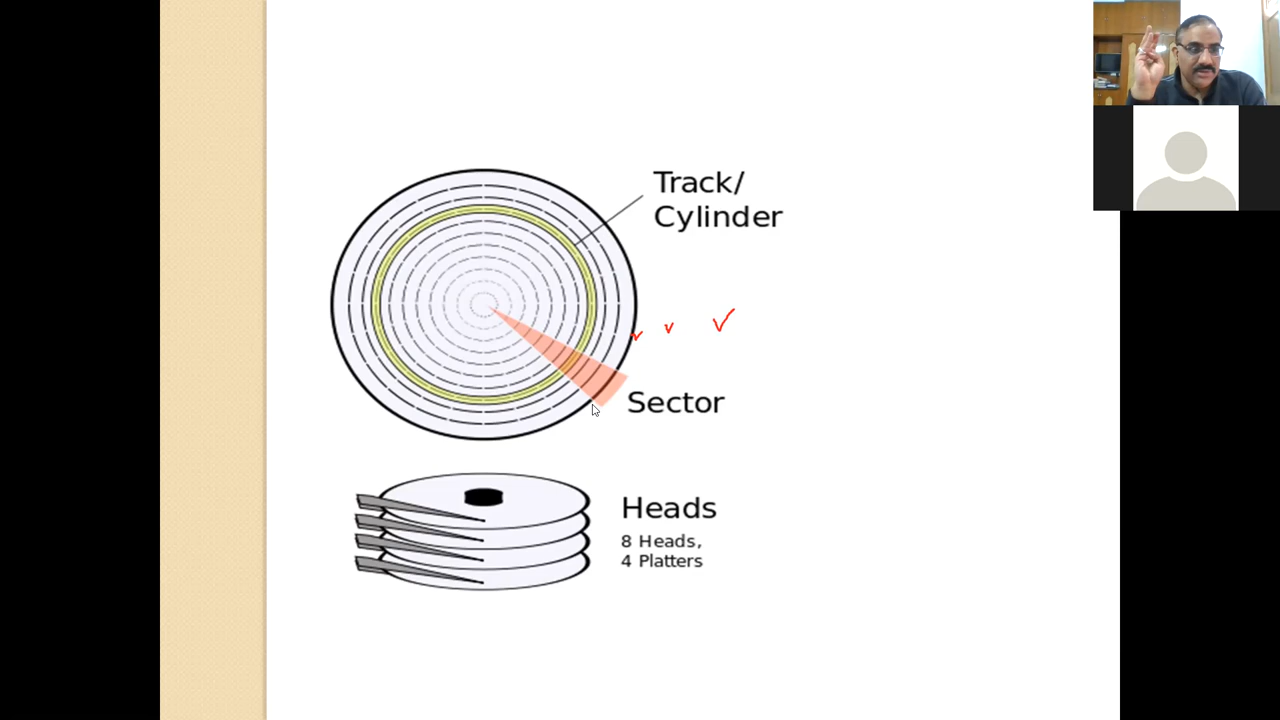 Track/
Cylinder
Sector
Heads
8 Heads,
4 Platters